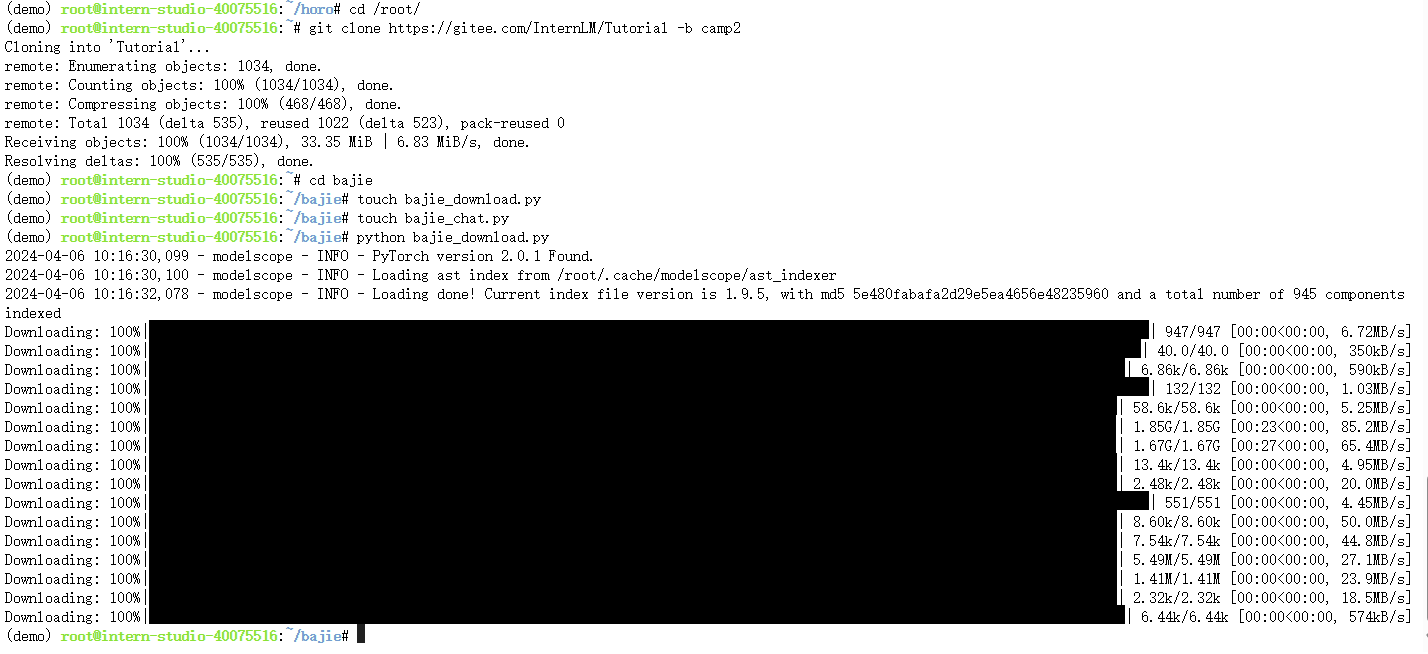 (demo) root@intern-studio-40075516:/horo# cd /root/
(demo) root@intern-studio-40075516:~# git clone https://gitee.com/InternLM/Tutorial -b camp2
Cloning into 'Tutorial'...
remote: Enumerating objects: 1034, done.
remote: Counting objects: 100% (1034/1034), done.
remote: Compressing objects: 100% (468/468), done.
remote: Total 1034 (delta 535), reused 1022 (delta 523), pack-reused 0
Receiving objects: 100% (1034/1034), 33.35 MiB | 6.83 MiB/s, done.
Resolving deltas: 100% (535/535), done.
(demo) root@intern-studio-40075516:~# cd bajie
(demo) root@intern-studio-40075516:~/bajie# touch bajie_download.py
(demo) root@intern-studio-40075516:~/bajie# touch bajie_chat.py
(demo) root@intern-studio-40075516:~/bajie# python bajie_download.py
2024-04-06 10:16:30,099 - modelscope - INFO - PyTorch version 2.0.1 Found.
2024-04-06 10:16:30,100 - modelscope - INFO - Loading ast index from /root/.cache/modelscope/ast_indexer
2024-04-06 10:16:32,078 - modelscope - INFO - Loading done! Current index file version is 1.9.5, with md5 5e480fabafa2d29e5ea4656e48235960 and a total number of 945 components
indexed
Downloading: 100%| | 947/947 [00:00<00:00, 6.72MB/s]
Downloading: 100%| | 40.0/40.0 [00:00<00:00, 350kB/s]
Downloading: 100%| | 6.86k/6.86k [00:00<00:00, 590kB/s]
Downloading: 100%| | 132/132 [00:00<00:00, 1.03MB/s]
Downloading: 100%| | 58.6k/58.6k [00:00<00:00, 5.25MB/s]
Downloading: 100%| | 1.85G/1.85G [00:23<00:00, 85.2MB/s]
Downloading: 100%| | 1.67G/1.67G [00:27<00:00, 65.4MB/s]
Downloading: 100%| | 13.4k/13.4k [00:00<00:00, 4.95MB/s]
Downloading: 100%| | 2.48k/2.48k [00:00<00:00, 20.0MB/s]
Downloading: 100%| | 551/551 [00:00<00:00, 4.45MB/s]
Downloading: 100%| | 8.60k/8.60k [00:00<00:00, 50.0MB/s]
Downloading: 100%| | 7.54k/7.54k [00:00<00:00, 44.8MB/s]
Downloading: 100%| | 5.49M/5.49M [00:00<00:00, 27.1MB/s]
Downloading: 100%| | 1.41M/1.41M [00:00<00:00, 23.9MB/s]
Downloading: 100%| | 2.32k/2.32k [00:00<00:00, 18.5MB/s]
Downloading: 100%| | 6.44k/6.44k [00:00<00:00, 574kB/s]
(demo) root@intern-studio-40075516:~/bajie#